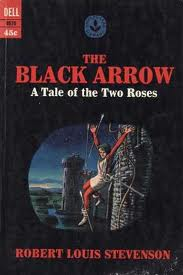 DELL
45c
THE
BLACK ARROW
A Tale of the Two Roses
ROBERT LOUIS STEVENSON